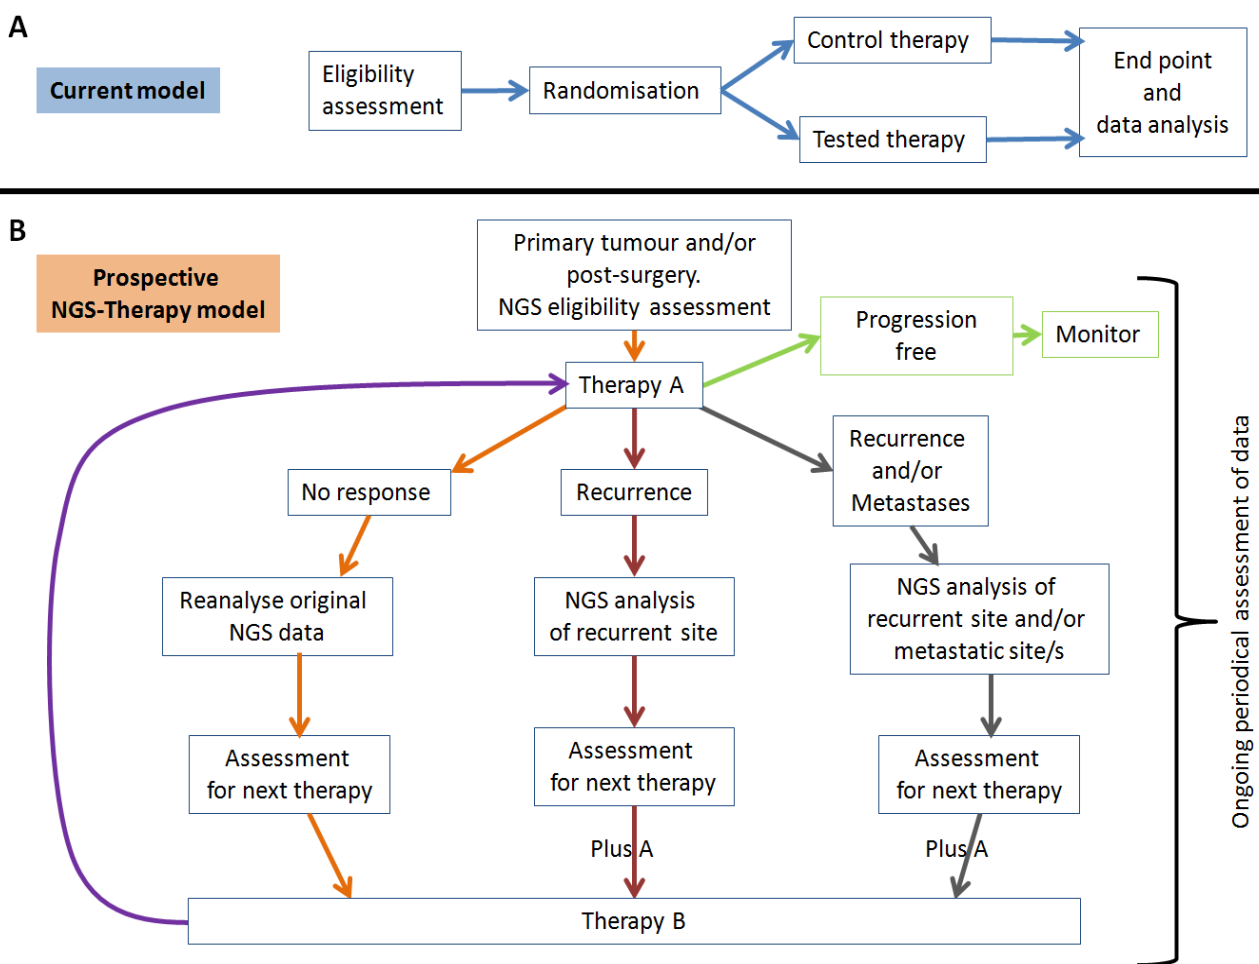 A
Current model
Eligibility
assessment
Randomisation
Control therapy
Tested therapy
End point
and
data analysis
B
Prospective
NGS-Therapy model
Primary tumour and/or
post-surgery.
NGS eligibility assessment
Progression
free
Monitor
Therapy A
No response
Recurrence
Recurrence
and/or
Metastases
Reanalyse original
NGS data
NGS analysis
of recurrent site
NGS analysis of
recurrent site and/or
metastatic site/s
Assessment
for next therapy
Assessment
for next therapy
Assessment
for next therapy
Plus A
Plus A
Therapy B
Ongoing periodical assessment of data